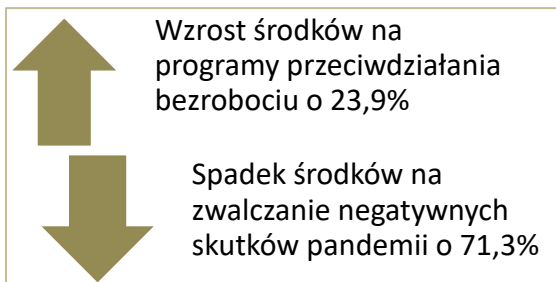 Wzrost środków na
programy przeciwdziałania
bezrobociu o 23,9%
Spadek środków na
zwalczanie negatywnych
skutków pandemii o 71,3%